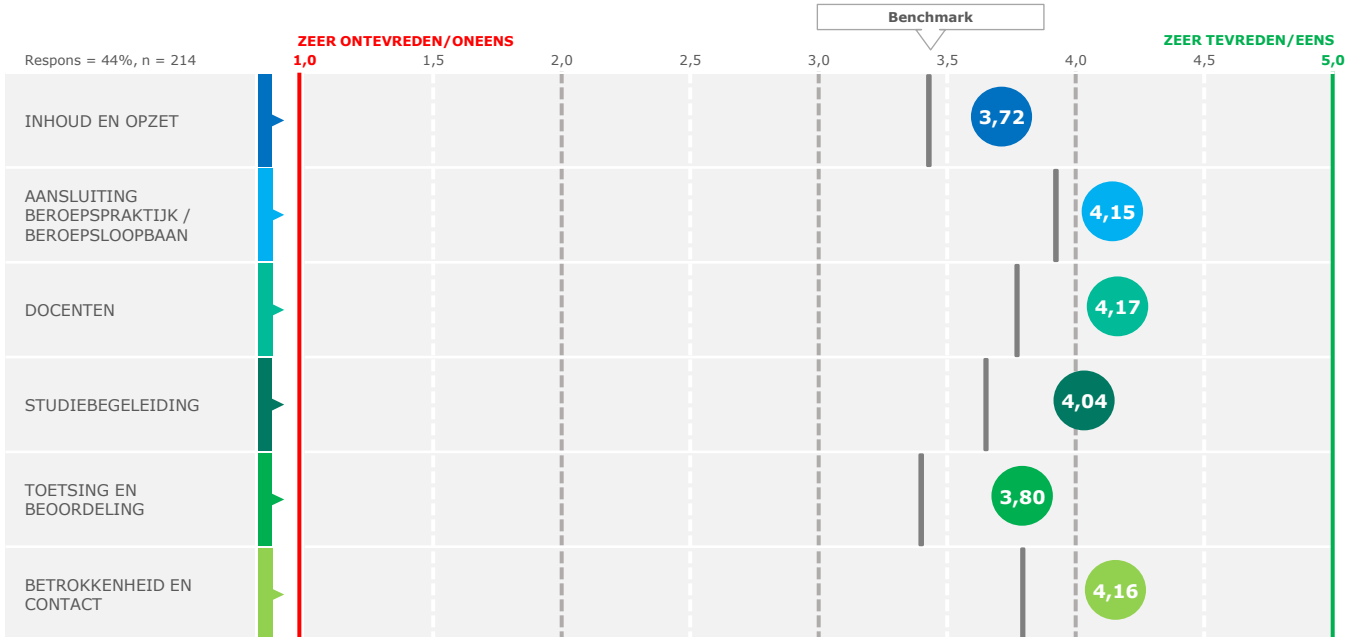 Benchmark
ZEER ONTEVREDEN/ONEENS
ZEER TEVREDEN/EENS
Respons = 44%, n = 214
1,0
1,5
2,0
2,5
3,0
3,5
4,0
4,5
5,0
INHOUD EN OPZET
3,72
AANSLUITING
BEROEPSPRAKTIJK /
BEROEPSLOOPBAAN
4,15
DOCENTEN
4,17
STUDIEBEGELEIDING
4,04
TOETSING EN
BEOORDELING
3,80
BETROKKENHEID EN
CONTACT
4,16